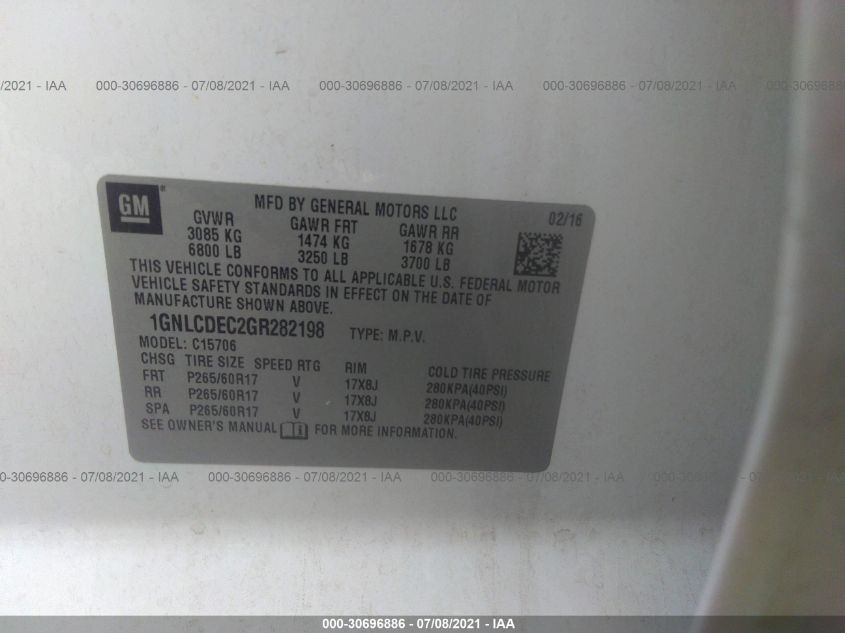 2021 - IAA 000-30696886 - 07/08/2021 - IAA 000-30696886 - 07/08/2021 - IAA 000-30696886 - 07/08/2021 - IAA 000-30696886
GM ®
MFD BY GENERAL MOTORS LLC
02/16
GVWR GAWR FRT GAWR RR
3085 KG 1474 KG 1678 KG
6800 LB 3250 LB 3700 LB
THIS VEHICLE CONFORMS TO ALL APPLICABLE U.S. FEDERAL MOTOR
VEHICLE SAFETY STANDARDS IN EFFECT ON THE DATE OF
MANUFACTURE SHOWN ABOVE.
1GNLCDEC2GR282198 TYPE: M.P.V.
MODEL: C15706
CHSG TIRE SIZE SPEED RTG RIM COLD TIRE PRESSURE
FRT P265/60R17 V 17X8J 280KPA(40PSI)
RR P265/60R17 V 17X8J 280KPA(40PSI)
SPA P265/60R17 V 17X8J 280KPA(40PSI)
SEE OWNER'S MANUAL i FOR MORE INFORMATION.
0-30696886 - 07/08/2021 - IAA 000-30696886 - 07/08/2021 - IAA 000-30696886 - 07/08/2021 - IAA 000-30696886 - 07/08/
000-30696886 - 07/08/2021 - IAA